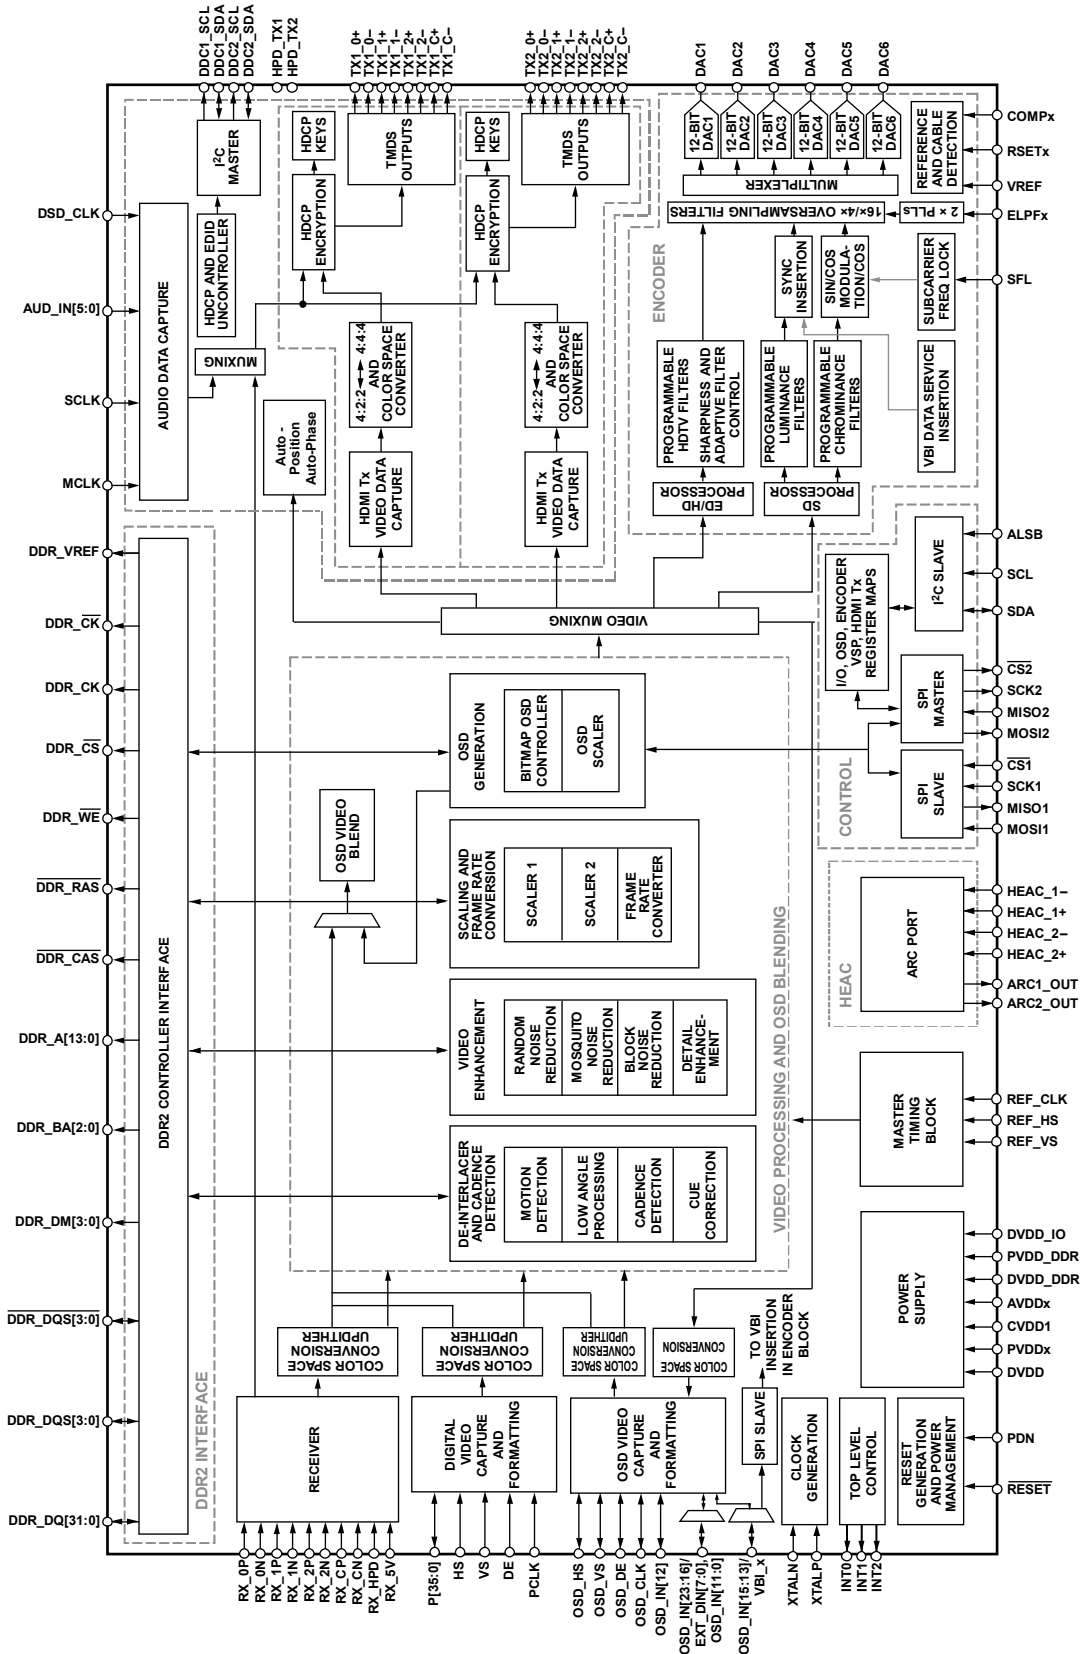 DDC1_SCL
DDC1_SDA
DDC2_SCL
DDC2_SDA
HPD_TX1
HPD_TX2
TX1_0+
TX1_0–
TX1_1+
TX1_1–
TX1_2+
TX1_2–
TX1_C+
TX1_C–
TX2_0+
TX2_0–
TX2_1+
TX2_1–
TX2_2+
TX2_2–
TX2_C+
TX2_C–
DAC1
DAC2
DAC3
DAC4
DAC5
DAC6
DSD_CLK
AUD_IN[5:0]
SCLK
MCLK
DDR_VREF
DDR_CK
DDR_CK
DDR_CS
DDR_WE
DDR_RAS
DDR_CAS
DDR_A[13:0]
DDR_BA[2:0]
DDR_DM[3:0]
DDR_DQS[3:0]
DDR_DQS[3:0]
DDR_DQ[31:0]
AUDIO DATA CAPTURE
I2C
MASTER
HDCP AND EDID
UNCONTROLLER
MUXING
HDCP
KEYS
HDCP
ENCRYPTION
TMDS
OUTPUTS
HDCP
KEYS
HDCP
ENCRYPTION
TMDS
OUTPUTS
4:2:2 4:4:4
AND
COLOR SPACE
CONVERTER
4:2:2 4:4:4
AND
COLOR SPACE
CONVERTER
Auto -
Position
Auto-Phase
HDMI Tx
VIDEO DATA
CAPTURE
HDMI Tx
VIDEO DATA
CAPTURE
ENCODER
12-BIT
DAC1
12-BIT
DAC2
12-BIT
DAC3
12-BIT
DAC4
12-BIT
DAC5
12-BIT
DAC6
REFERENCE
AND CABLE
DETECTION
MULTIPLEXER
16×/4× OVERSAMPLING FILTERS
2 × PLLs
SYNC
INSERTION
SIN/COS
MODULA-
TION/COS
SUBCARRIER
FREQ LOCK
PROGRAMMABLE
HDTV FILTERS
SHARPNESS AND
ADAPTIVE FILTER
CONTROL
PROGRAMMABLE
LUMINANCE
FILTERS
PROGRAMMABLE
CHROMINANCE
FILTERS
VBI DATA SERVICE
INSERTION
ED/HD
PROCESSOR
SD
PROCESSOR
VIDEO MUXING
DDR2 CONTROLLER INTERFACE
DDR2 INTERFACE
I/O, OSD, ENCODER
VSP, HDMI Tx
REGISTER MAPS
I2C SLAVE
SPI
MASTER
SPI
SLAVE
CONTROL
OSD
GENERATION
BITMAP OSD
CONTROLLER
OSD
SCALER
OSD VIDEO
BLEND
SCALING AND
FRAME RATE
CONVERSION
SCALER 1
SCALER 2
FRAME
RATE
CONVERTER
VIDEO
ENHANCEMENT
RANDOM
NOISE
REDUCTION
MOSQUITO
NOISE
REDUCTION
BLOCK
NOISE
REDUCTION
DETAIL
ENHANCE-
MENT
DE-INTERLACER
AND CADENCE
DETECTION
MOTION
DETECTION
LOW ANGLE
PROCESSING
CADENCE
DETECTION
CUE
CORRECTION
VIDEO PROCESSING AND OSD BLENDING
HEAC
ARC PORT
MASTER
TIMING
BLOCK
POWER
SUPPLY
COLOR SPACE
CONVERSION
UPDITHER
COLOR SPACE
CONVERSION
UPDITHER
COLOR SPACE
CONVERSION
UPDITHER
COLOR SPACE
CONVERSION
TO VBI
INSERTION
IN ENCODER
BLOCK
RECEIVER
DIGITAL
VIDEO
CAPTURE
AND
FORMATTING
OSD VIDEO
CAPTURE
AND
FORMATTING
SPI SLAVE
CLOCK
GENERATION
TOP LEVEL
CONTROL
RESET
GENERATION
AND POWER
MANAGEMENT
COMPx
RSETx
VREF
ELPFx
SFL
ALSB
SCL
SDA
CS2
SCK2
MISO2
MOSI2
CS1
SCK1
MISO1
MOSI1
HEAC_1–
HEAC_1+
HEAC_2–
HEAC_2+
ARC1_OUT
ARC2_OUT
REF_CLK
REF_HS
REF_VS
DVDD_IO
PVDD_DDR
DVDD_DDR
AVDDx
CVDD1
PVDDx
DVDD
PDN
RESET
RX_0P
RX_0N
RX_1P
RX_1N
RX_2P
RX_2N
RX_CP
RX_CN
RX_HPD
RX_5V
P[35:0]
HS
VS
DE
PCLK
OSD_HS
OSD_VS
OSD_DE
OSD_CLK
OSD_IN[12]
OSD_IN[23:16]/
EXT_DIN[7:0],
OSD_IN[11:0]
OSD_IN[15:13]/
VBI_x
XTALN
XTALP
INT0
INT1
INT2